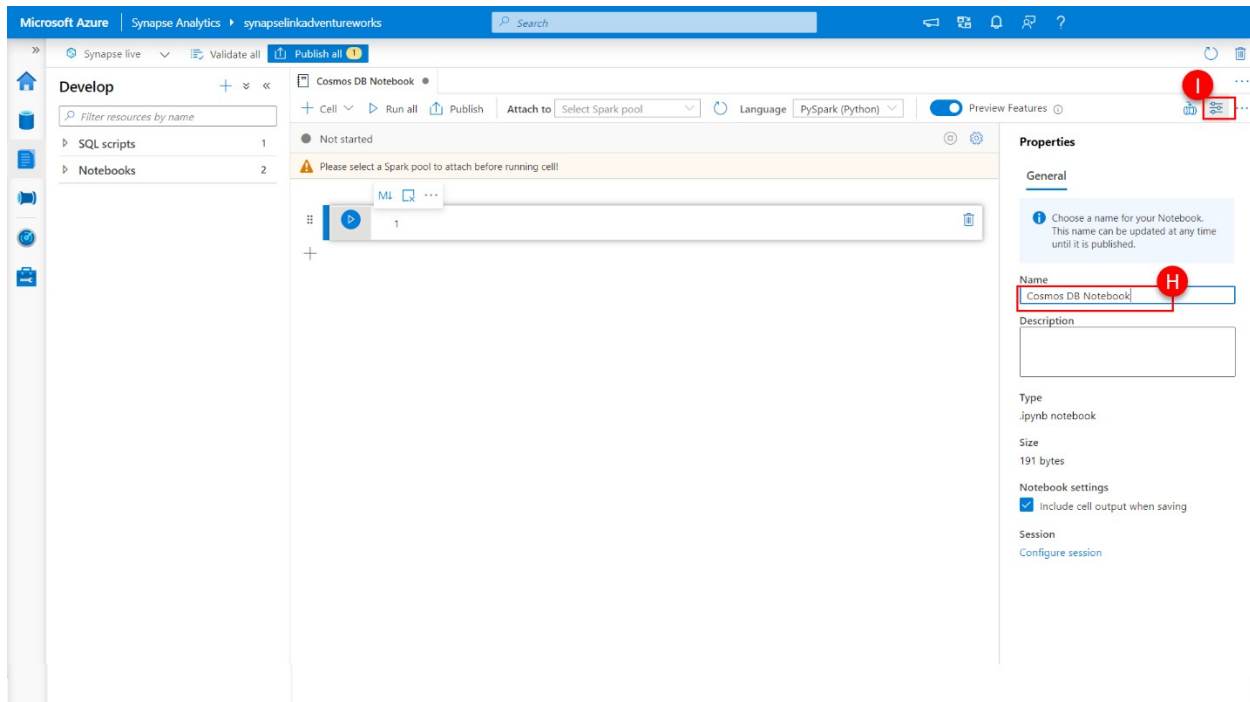 Microsoft Azure Synapse Analytics synapselinkadventureworks Search ?
Synapse live Validate all Publish all 1
Develop
Filter resources by name
SQL scripts 1
Notebooks 2
Cosmos DB Notebook
Cell Run all Publish Attach to Select Spark pool Language PySpark (Python) Preview Features
I
Not started
Please select a Spark pool to attach before running cell!
M↓ ...
1
Properties
General
Choose a name for your Notebook.
This name can be updated at any time
until it is published.
Name
H
Cosmos DB Notebook
Description
Type
.ipynb notebook
Size
191 bytes
Notebook settings
Include cell output when saving
Session
Configure session